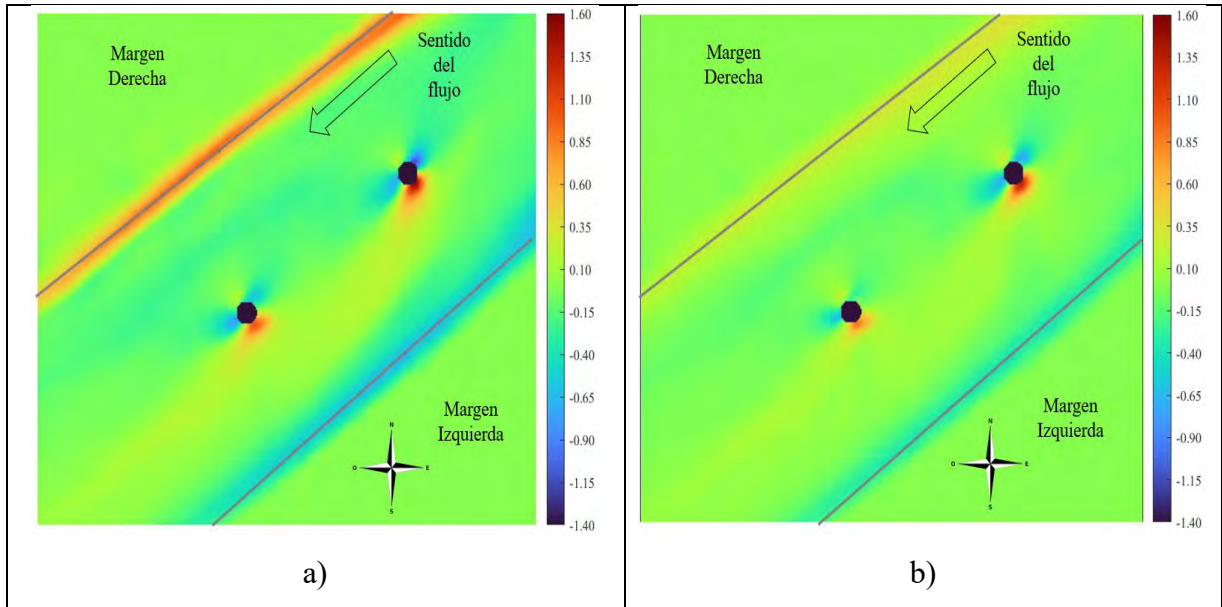 Margen
Derecha
Sentido
del
flujo
1.60
1.35
1.10
0.85
0.60
0.35
0.10
-0.15
-0.40
-0.65
-0.90
-1.15
-1.40
Margen
Izquierda
N
O
E
S
a)
Margen
Derecha
Sentido
del
flujo
1.60
1.35
1.10
0.85
0.60
0.35
0.10
-0.15
-0.40
-0.65
-0.90
-1.15
-1.40
Margen
Izquierda
N
O
E
S
b)